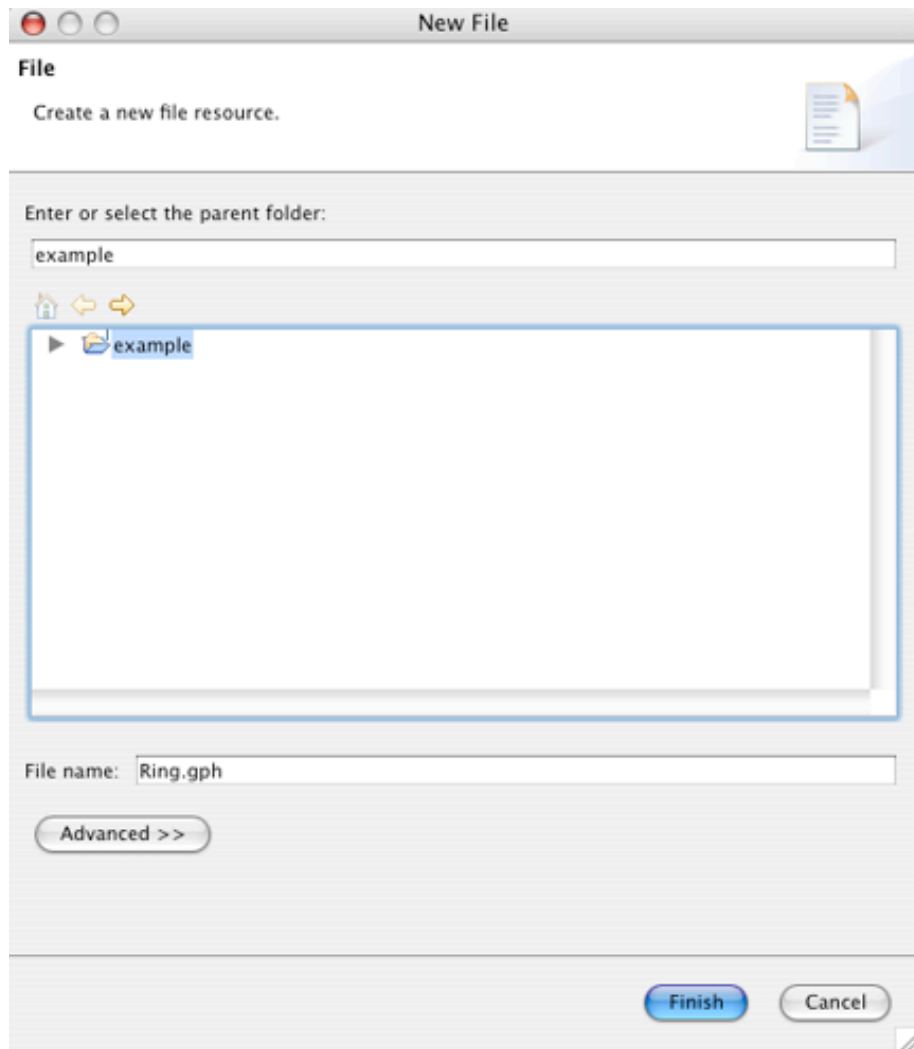 New File
File
Create a new file resource.
Enter or select the parent folder:
example
example
File name: Ring.gph
Advanced >>
Finish Cancel